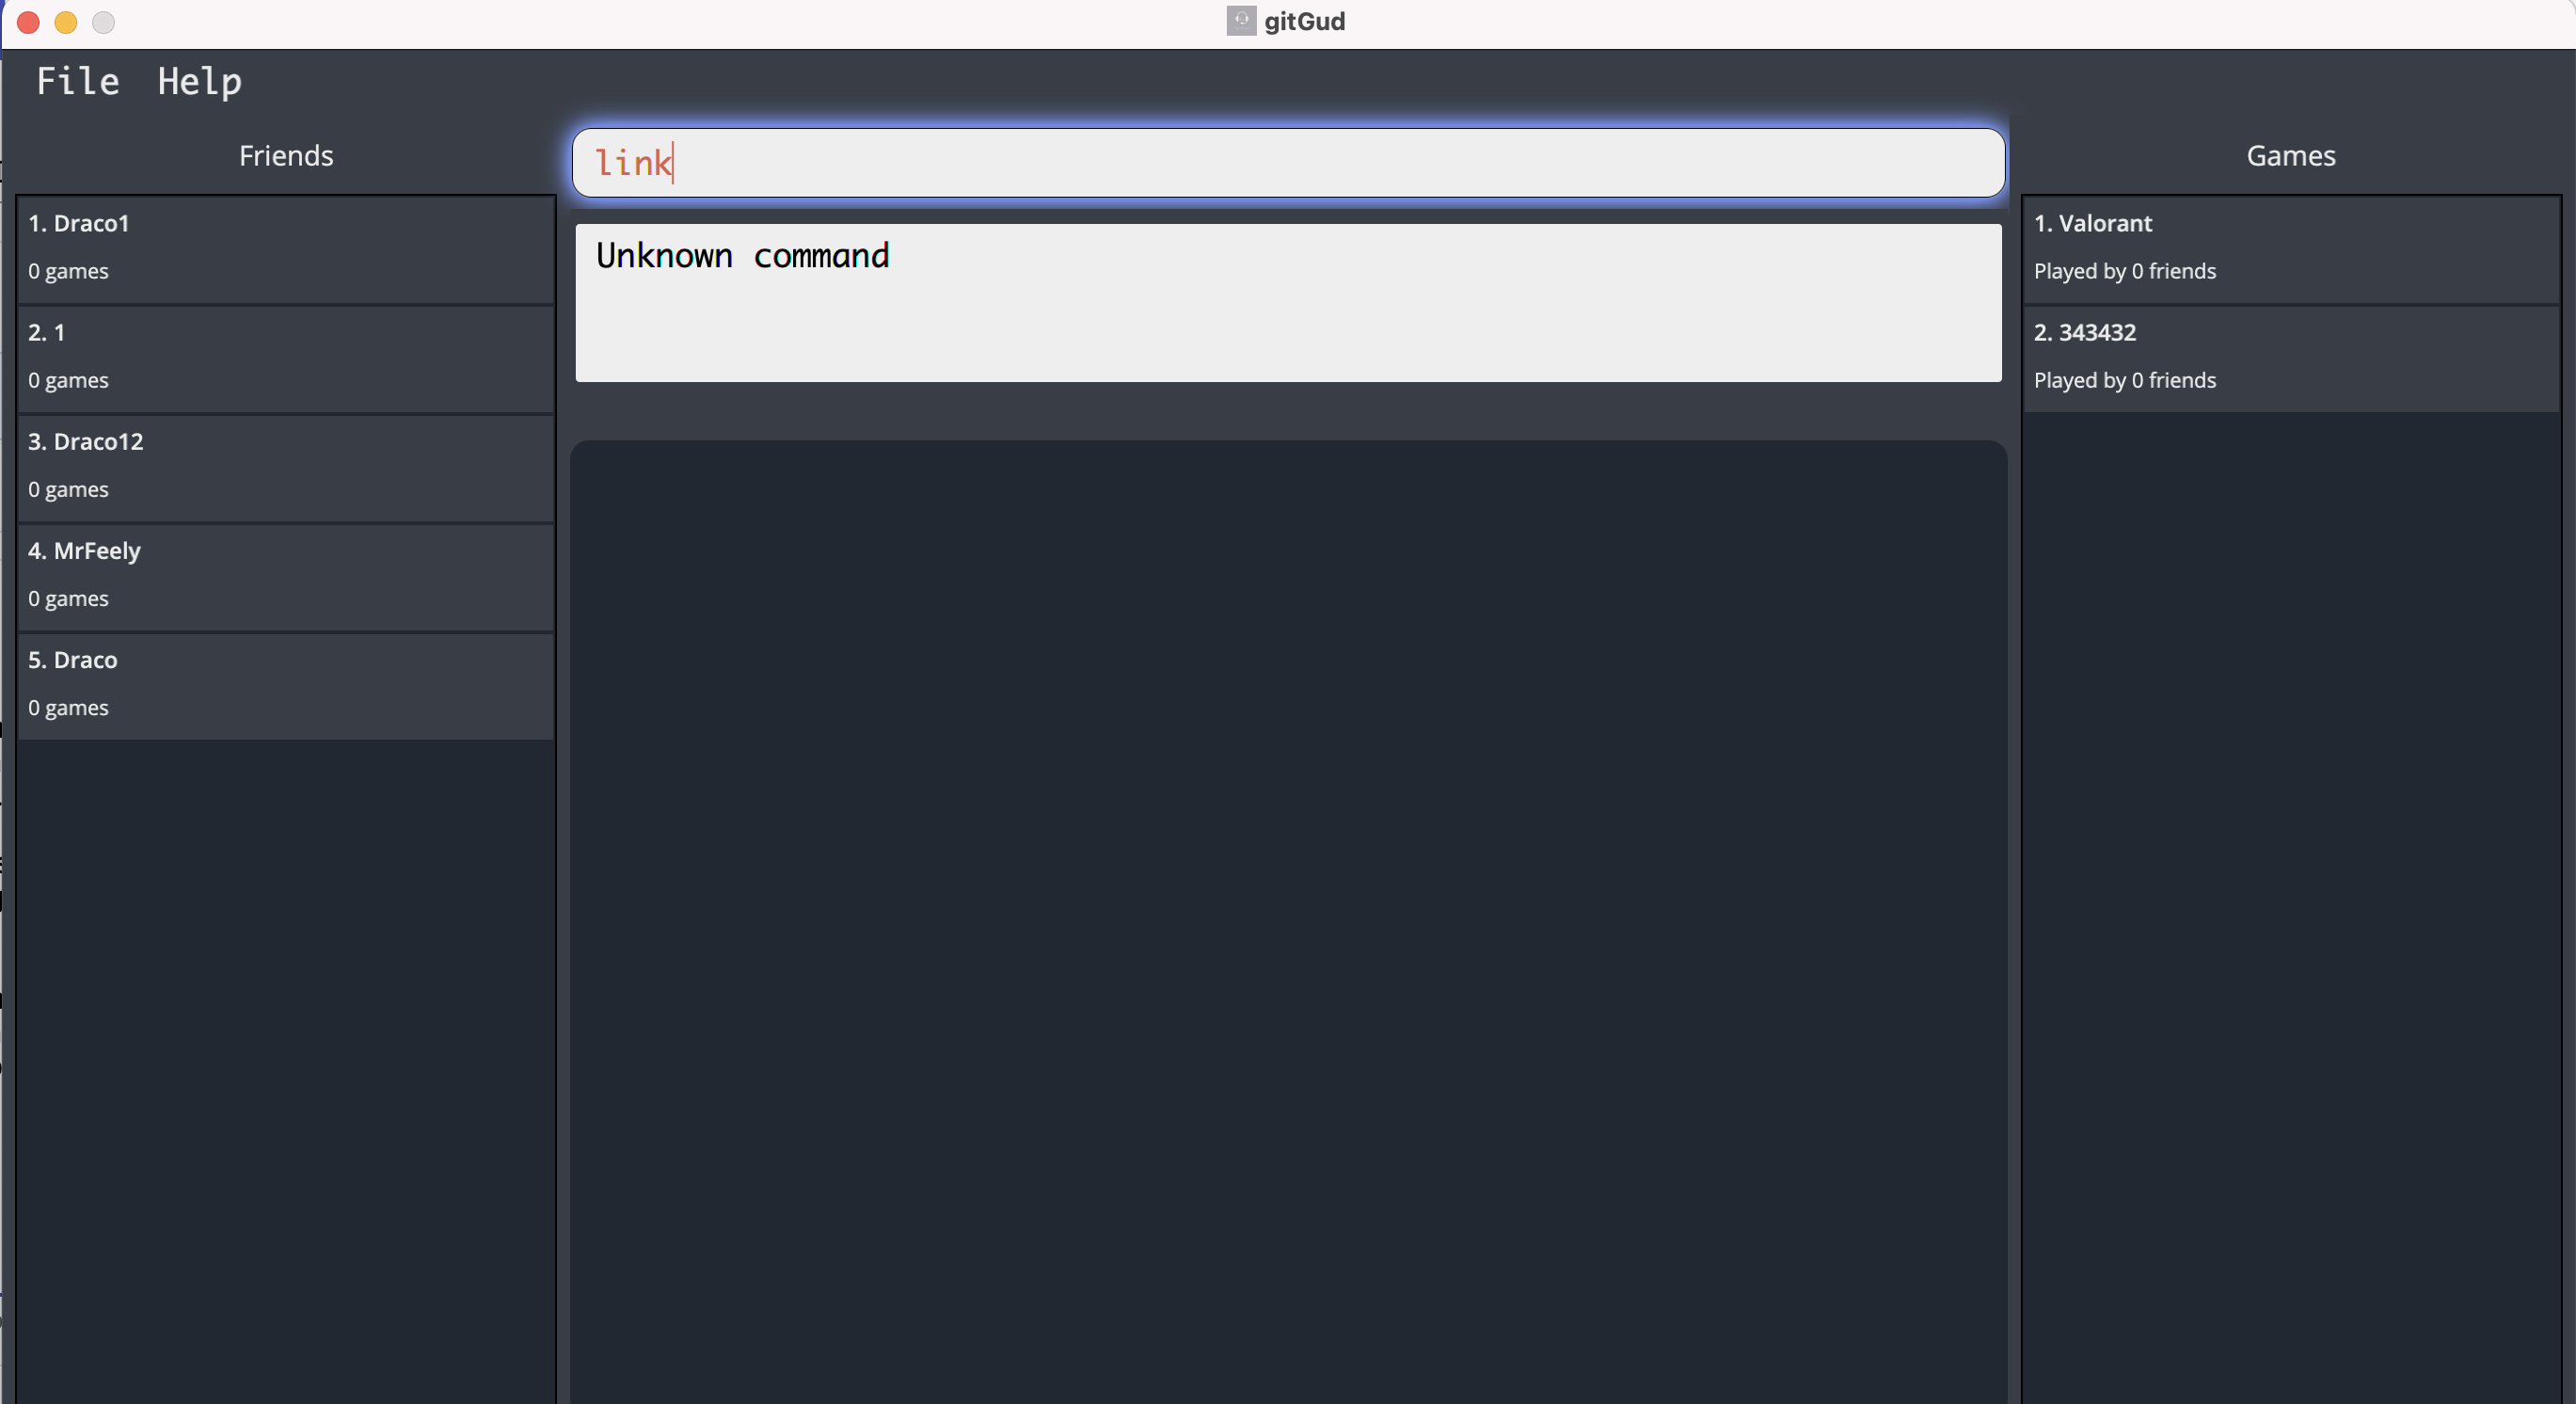 gitGud
File Help
Friends
1. Draco1
0 games
2. 1
0 games
3. Draco12
0 games
4. MrFeely
0 games
5. Draco
0 games
link
Unknown command
Games
1. Valorant
Played by 0 friends
2. 343432
Played by 0 friends